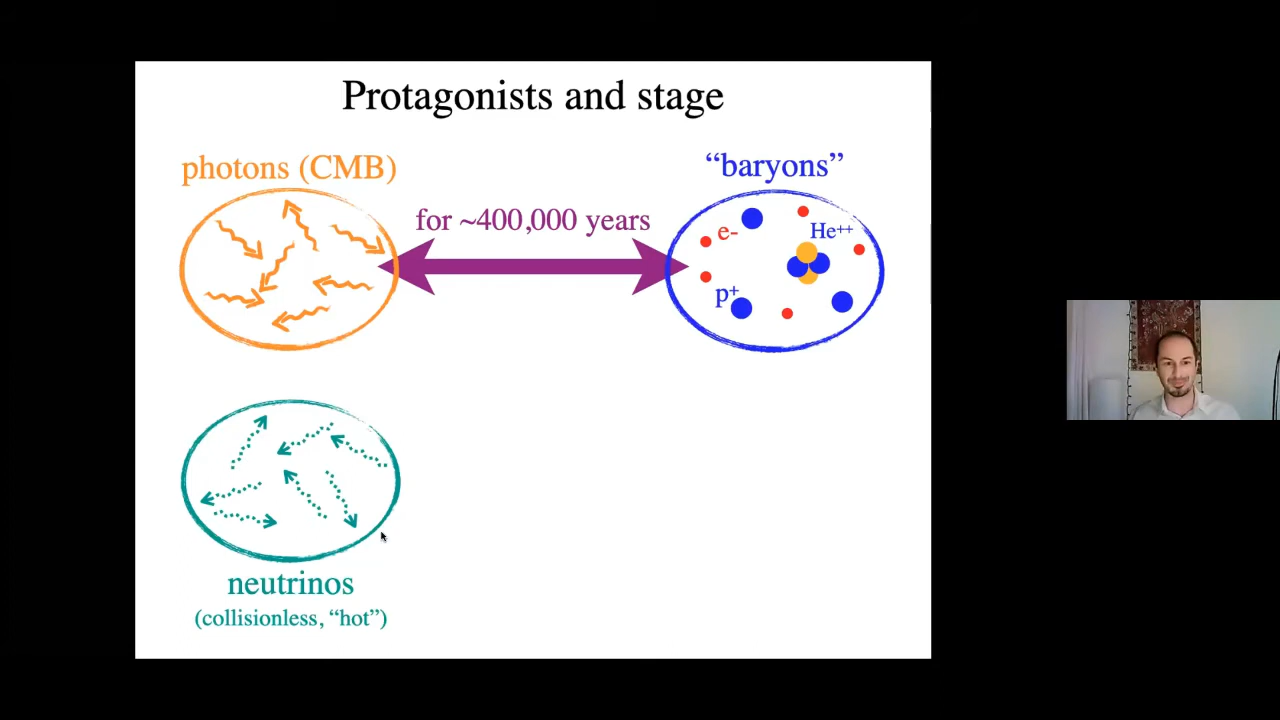 Protagonists and stage
photons (CMB)
for ~400,000 years
“baryons”
e-
He++
p+
neutrinos
(collisionless, “hot”)